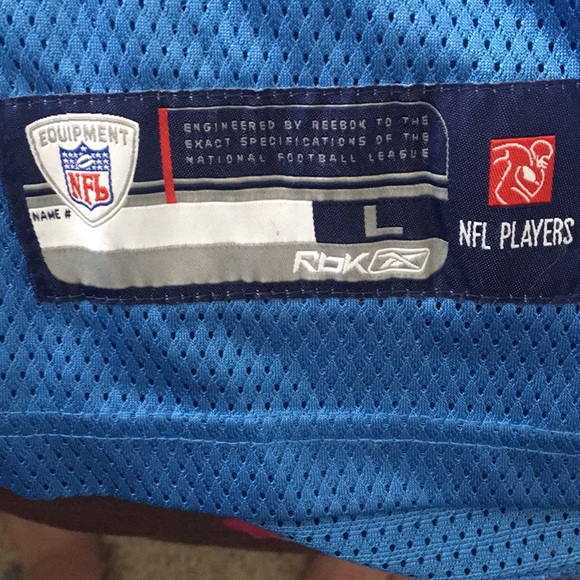 EQUIPMENT
NFL
NAME #
ENGINEERED BY REEBOK TO THE
EXACT SPECIFICATIONS OF THE
NATIONAL FOOTBALL LEAGUE
L
RBK
NFL PLAYERS